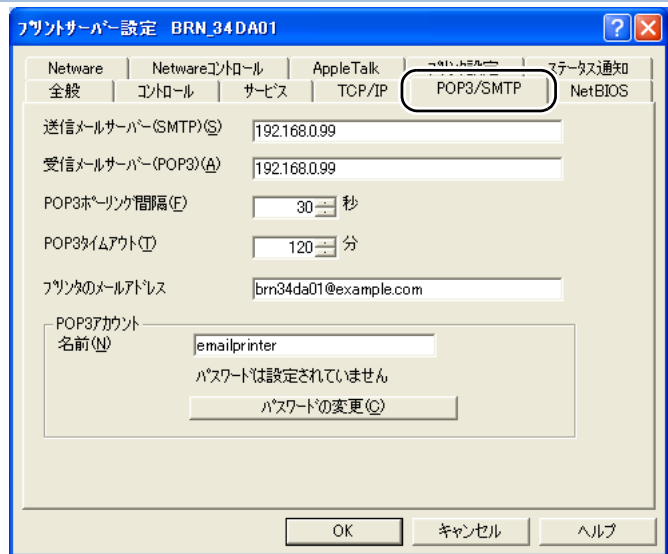 プリントサーバー設定 BRN_34DA01
Netware Netwareコントロール AppleTalk ステータス通知
全般 コントロール サービス TCP/IP POP3/SMTP NetBIOS
送信メールサーバー(SMTP)(S) 192.168.0.99
受信メールサーバー(POP3)(A) 192.168.0.99
POP3ポーリング間隔(F) 30 秒
POP3タイムアウト(T) 120 分
プリンタのメールアドレス brn34da01@example.com
POP3アカウント
名前(N) emailprinter
パスワードは設定されていません
パスワードの変更(C)
OK キャンセル ヘルプ